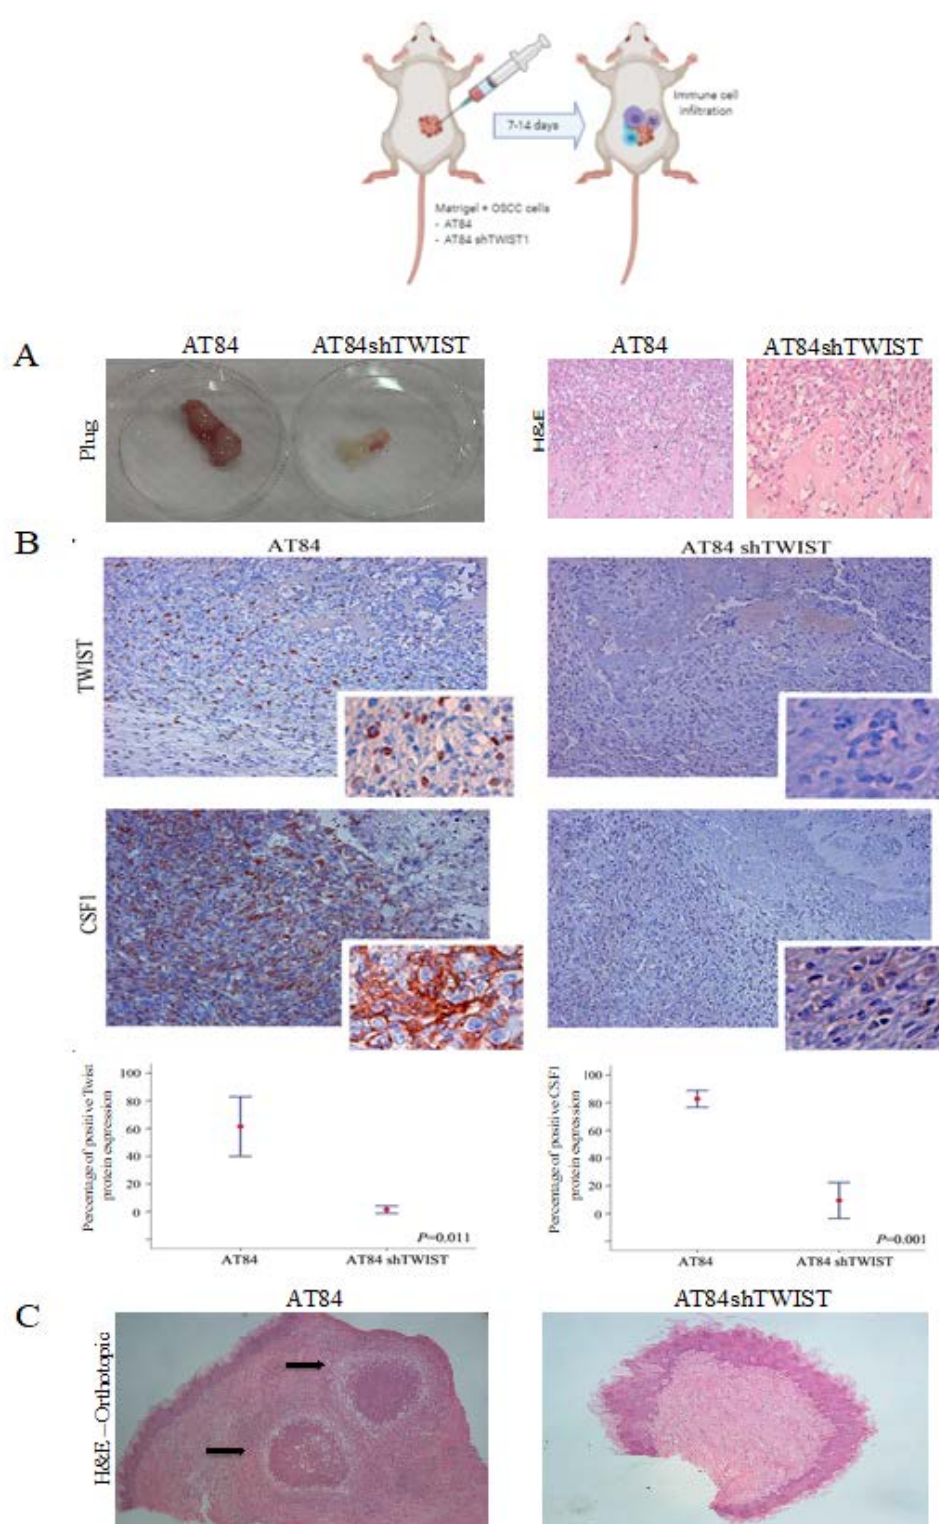 Immune cell
infiltration
7-14 days
Matrigel + OSCC cells
- AT84
- AT84 shTWIST1
A
AT84
AT84shTWIST
AT84
AT84shTWIST
Plug
H&E
B
AT84
AT84 shTWIST
TWIST
CSF1
Percentage of positive Twist
protein expression
100
80
60
40
20
0
AT84
AT84 shTWIST
P=0.011
Percentage of positive CSF1
protein expression
100
80
60
40
20
0
AT84
AT84 shTWIST
P=0.001
C
AT84
AT84shTWIST
H&E –Orthotopic